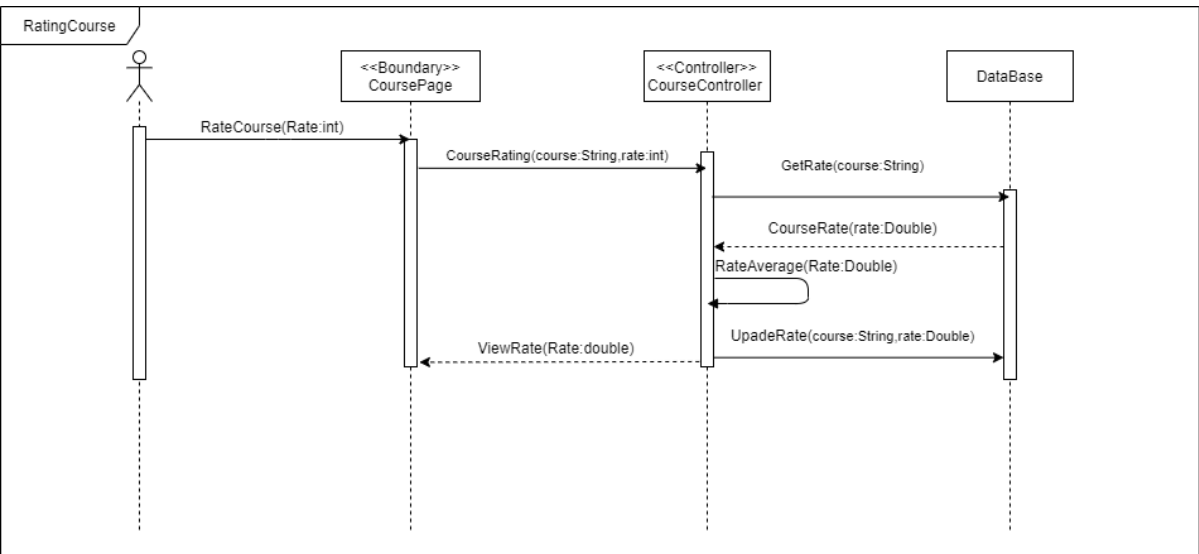 RatingCourse
<<Boundary>>
CoursePage
<<Controller>>
CourseController
DataBase
RateCourse(Rate:int)
CourseRating(course:String,rate:int)
GetRate(course:String)
CourseRate(rate:Double)
RateAverage(Rate:Double)
UpadeRate(course:String,rate:Double)
ViewRate(Rate:double)